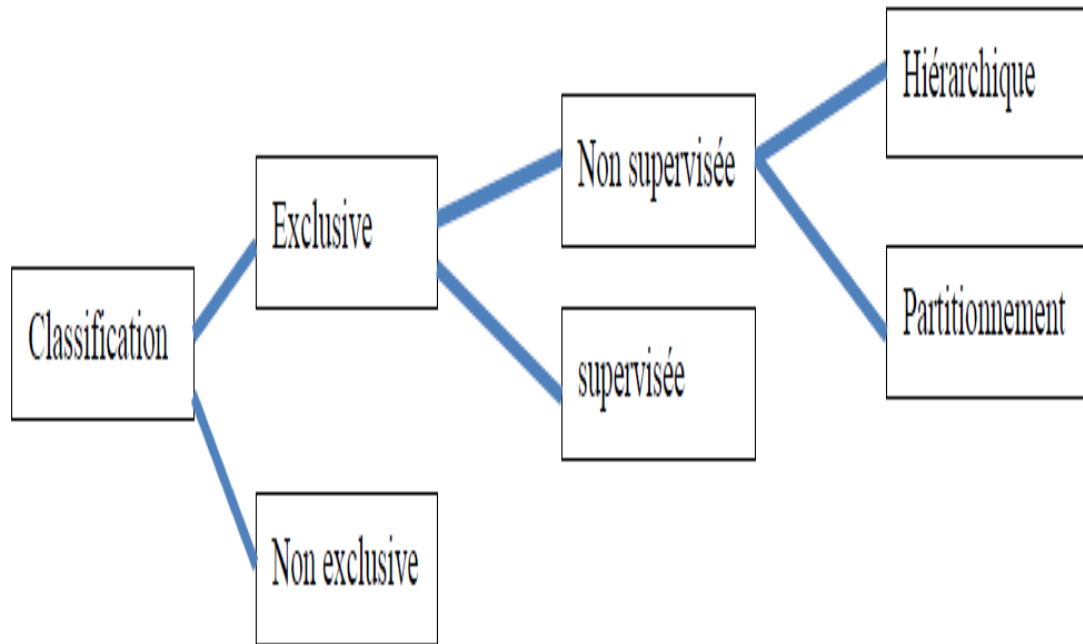 Classification
Exclusive
Non exclusive
Non supervisée
supervisée
Hiérarchique
Partitionnement